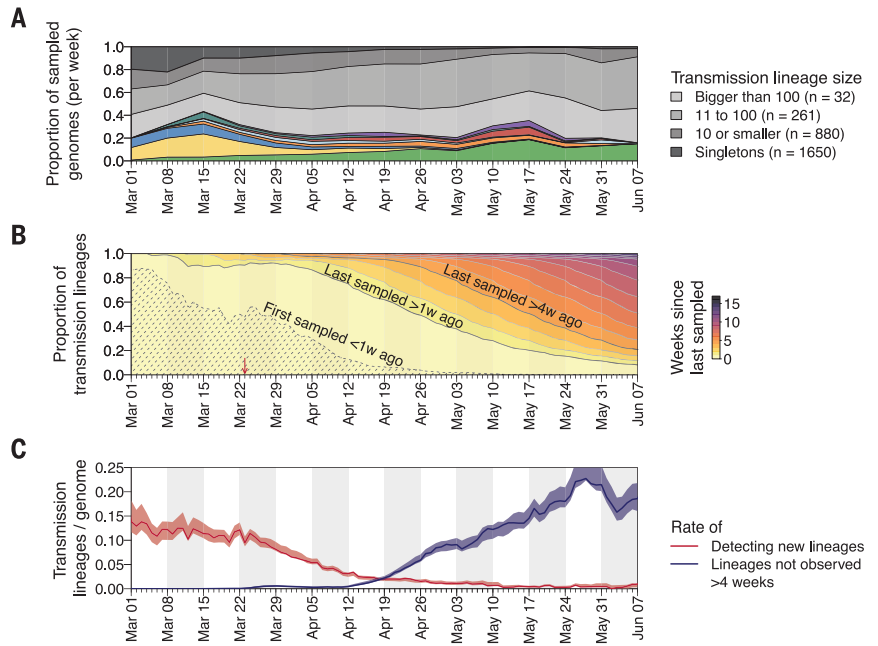 A
Proportion of sampled
genomes (per week)
1.0
0.8
0.6
0.4
0.2
0.0
Mar 01
Mar 08
Mar 15
Mar 22
Mar 29
Apr 05
Apr 12
Apr 19
Apr 26
May 03
May 10
May 17
May 24
May 31
Jun 07
Transmission lineage size
Bigger than 100 (n = 32)
11 to 100 (n = 261)
10 or smaller (n = 880)
Singletons (n = 1650)
B
Proportion of
transmission lineages
1.0
0.8
0.6
0.4
0.2
0.0
First sampled <1w ago
Last sampled >1w ago
Last sampled >4w ago
Mar 01
Mar 08
Mar 15
Mar 22
Mar 29
Apr 05
Apr 12
Apr 19
Apr 26
May 03
May 10
May 17
May 24
May 31
Jun 07
Weeks since
last sampled
15
10
5
0
C
Transmission
lineages / genome
0.25
0.20
0.15
0.10
0.05
0.00
Mar 01
Mar 08
Mar 15
Mar 22
Mar 29
Apr 05
Apr 12
Apr 19
Apr 26
May 03
May 10
May 17
May 24
May 31
Jun 07
Rate of
Detecting new lineages
Lineages not observed
>4 weeks